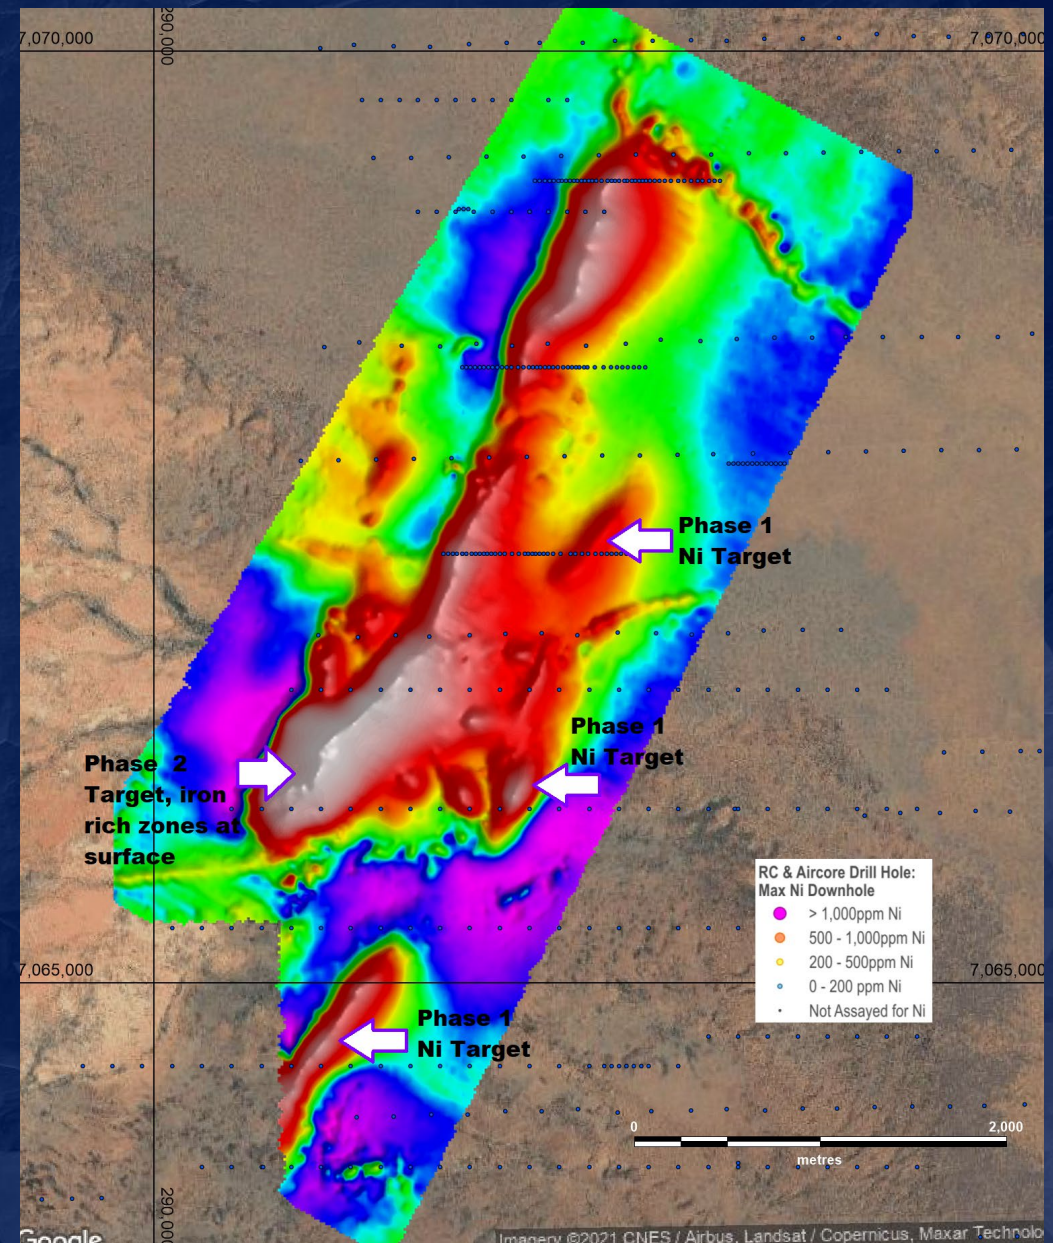 7,070,000
290,000
7,070,000
Phase 1
Ni Target
Phase 1
Ni Target
Phase 2
Target, iron
rich zones at
surface
RC & Aircore Drill Hole:
Max Ni Downhole
> 1,000ppm Ni
500 - 1,000ppm Ni
200 - 500ppm Ni
0 - 200 ppm Ni
Not Assayed for Ni
7,065,000
7,065,000
Phase 1
Ni Target
0
2,000
metres
290,000
Google
Imagery ©2021 CNES / Airbus, Landsat / Copernicus, Maxar Technolo